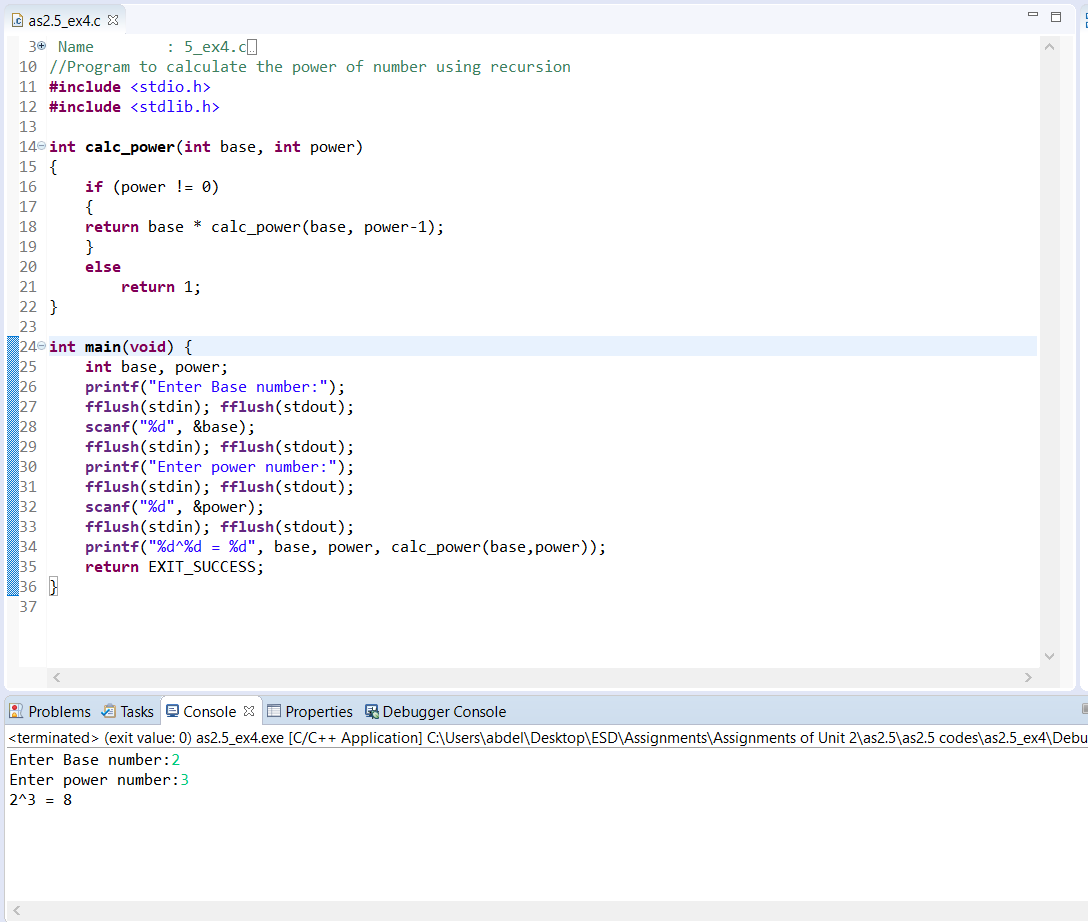 as2.5_ex4.c
3 Name        : 5_ex4.c
10 //Program to calculate the power of number using recursion
11 #include <stdio.h>
12 #include <stdlib.h>
13
14 int calc_power(int base, int power)
15 {
16     if (power != 0)
17     {
18     return base * calc_power(base, power-1);
19     }
20     else
21         return 1;
22 }
23
24 int main(void) {
25     int base, power;
26     printf("Enter Base number:");
27     fflush(stdin); fflush(stdout);
28     scanf("%d", &base);
29     fflush(stdin); fflush(stdout);
30     printf("Enter power number:");
31     fflush(stdin); fflush(stdout);
32     scanf("%d", &power);
33     fflush(stdin); fflush(stdout);
34     printf("%d^%d = %d", base, power, calc_power(base,power));
35     return EXIT_SUCCESS;
36 }
37
Problems Tasks Console Properties Debugger Console
<terminated> (exit value: 0) as2.5_ex4.exe [C/C++ Application] C:\Users\abdel\Desktop\ESD\Assignments\Assignments of Unit 2\as2.5\as2.5 codes\as2.5_ex4\Debu
Enter Base number:2
Enter power number:3
2^3 = 8